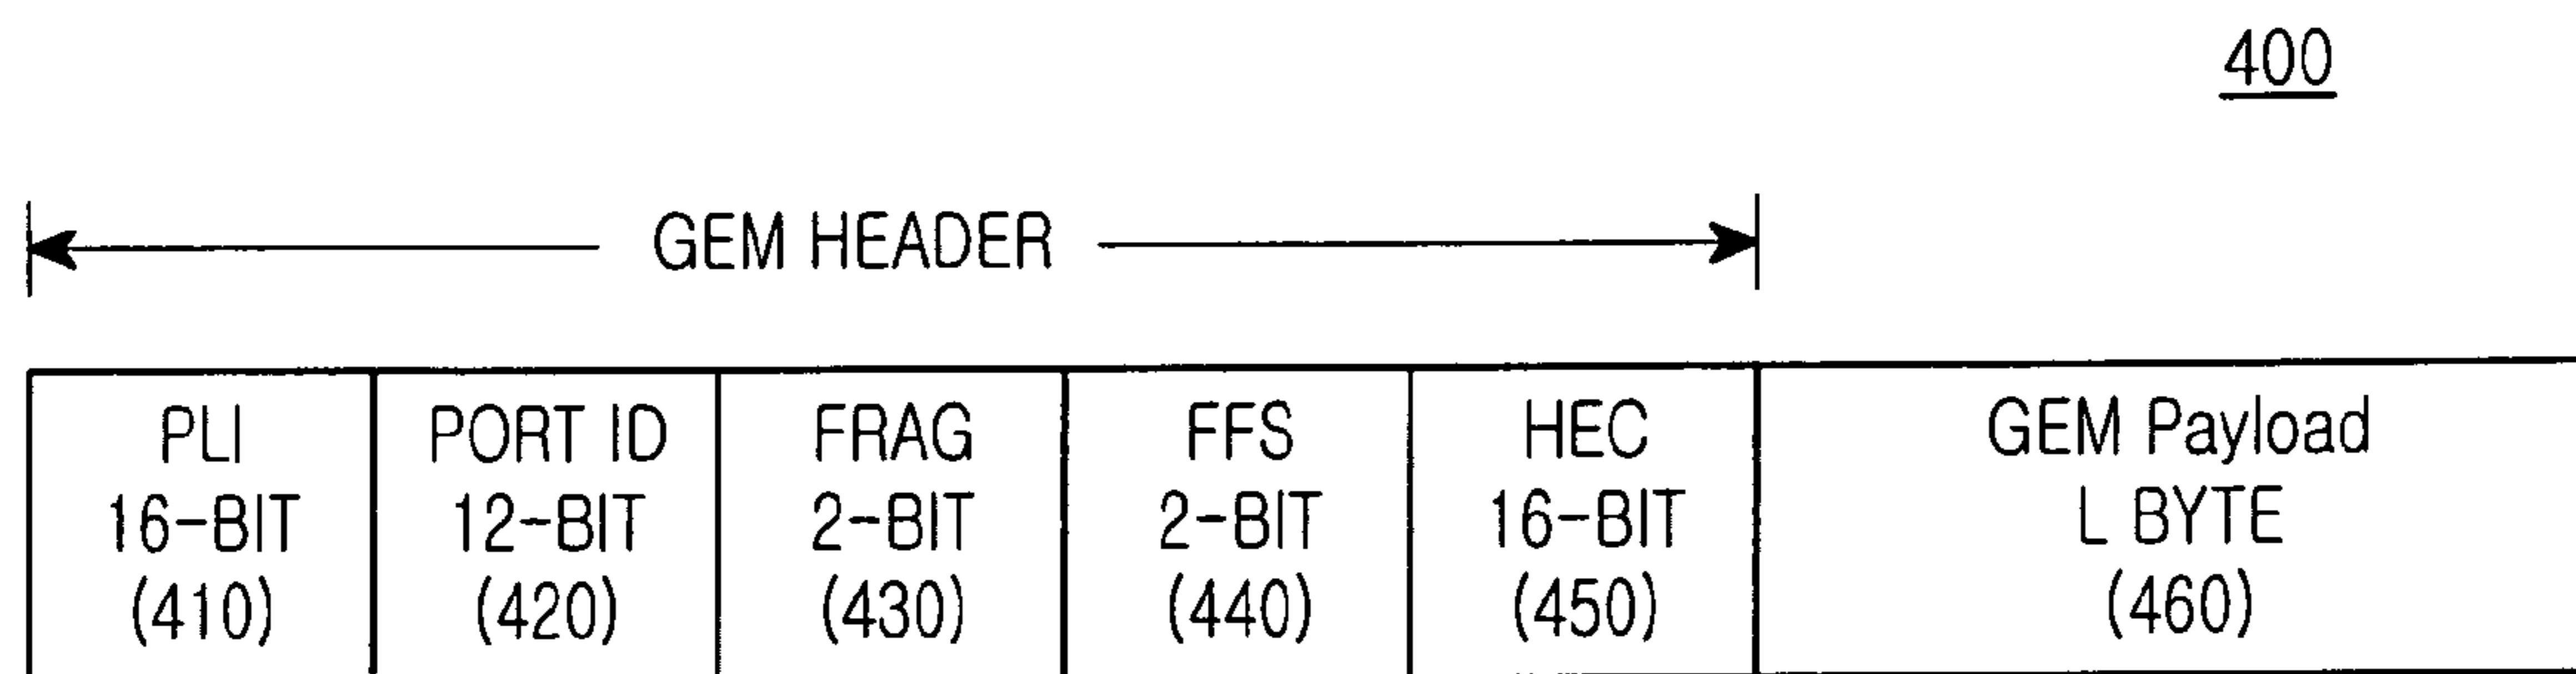 400
GEM HEADER
PLI
16-BIT
(410)
PORT ID
12-BIT
(420)
FRAG
2-BIT
(430)
FFS
2-BIT
(440)
HEC
16-BIT
(450)
GEM Payload
L BYTE
(460)